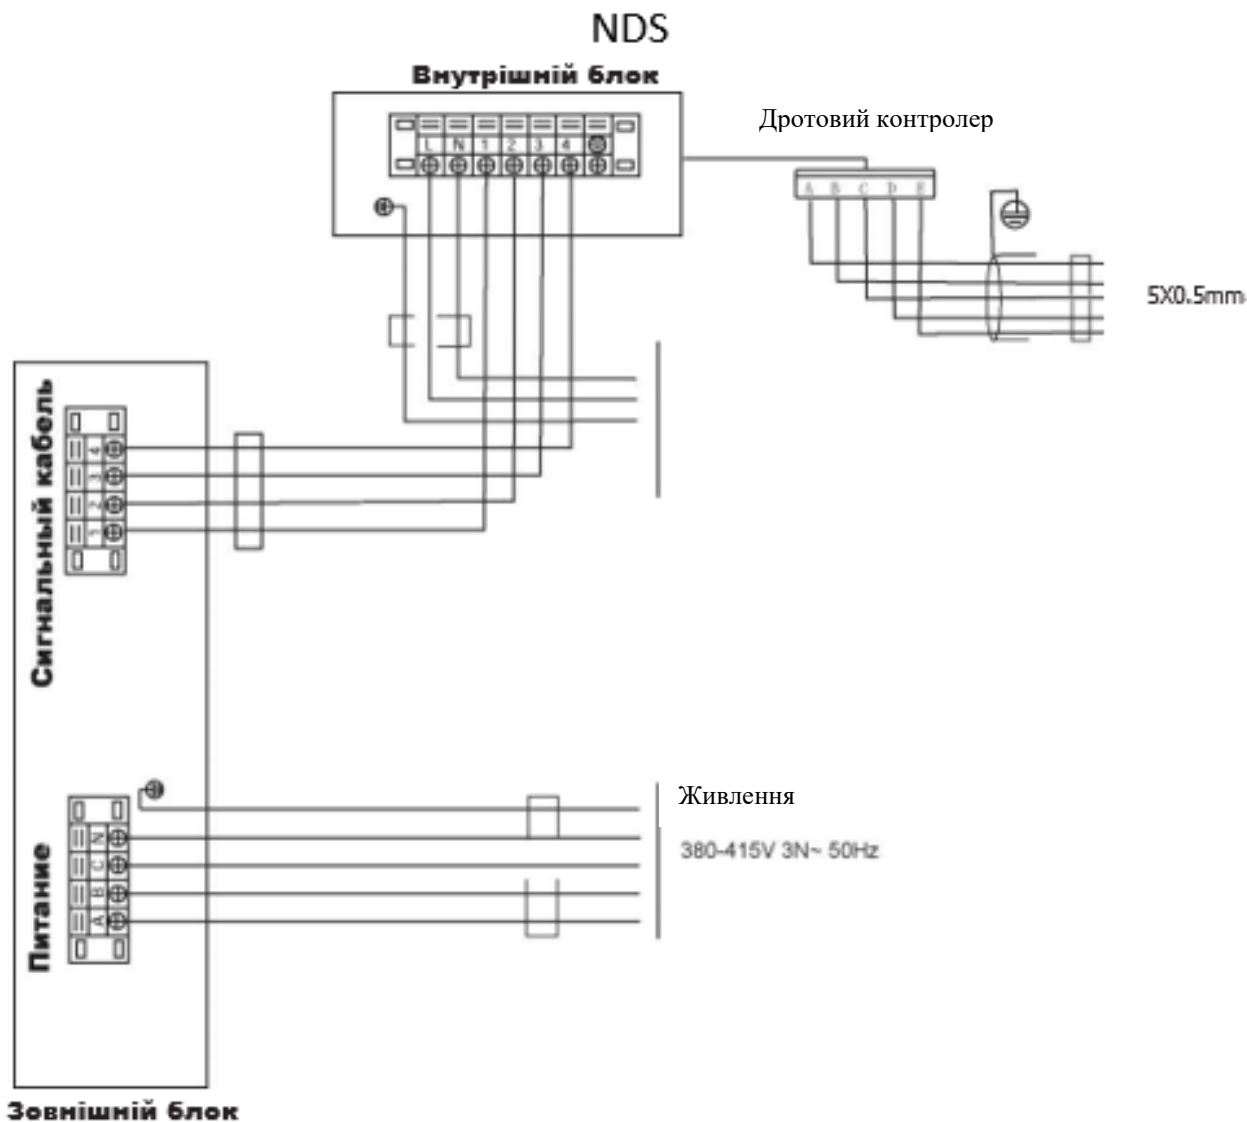 NDS
Внутрішній блок
Дротовий контролер
L N 1 2 3 4
A B C D E
5X0.5mm
Сигнальный кабель
4
3
2
1
Живлення
380-415V 3N~ 50Hz
Питание
N
C
B
A
Зовнішній блок